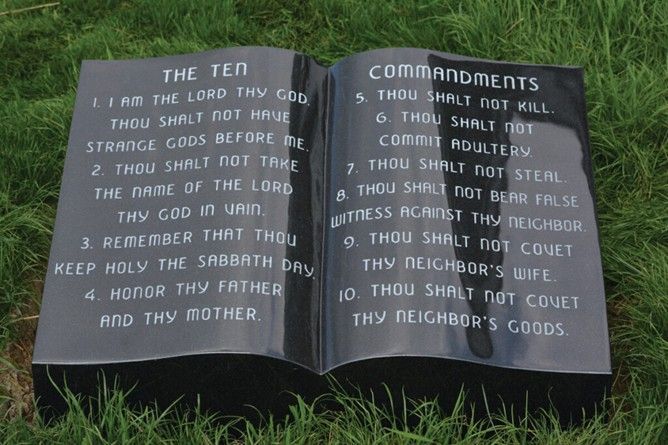 THE TEN
1. I AM THE LORD THY GOD.
THOU SHALT NOT HAVE
STRANGE GODS BEFORE ME.
2. THOU SHALT NOT TAKE
THE NAME OF THE LORD
THY GOD IN VAIN.
3. REMEMBER THAT THOU
KEEP HOLY THE SABBATH DAY.
4. HONOR THY FATHER
AND THY MOTHER.
COMMANDMENTS
5. THOU SHALT NOT KILL.
6. THOU SHALT NOT
COMMIT ADULTERY.
7. THOU SHALT NOT STEAL.
8. THOU SHALT NOT BEAR FALSE
WITNESS AGAINST THY NEIGHBOR.
9. THOU SHALT NOT COVET
THY NEIGHBOR'S WIFE.
10. THOU SHALT NOT COVET
THY NEIGHBOR'S GOODS.